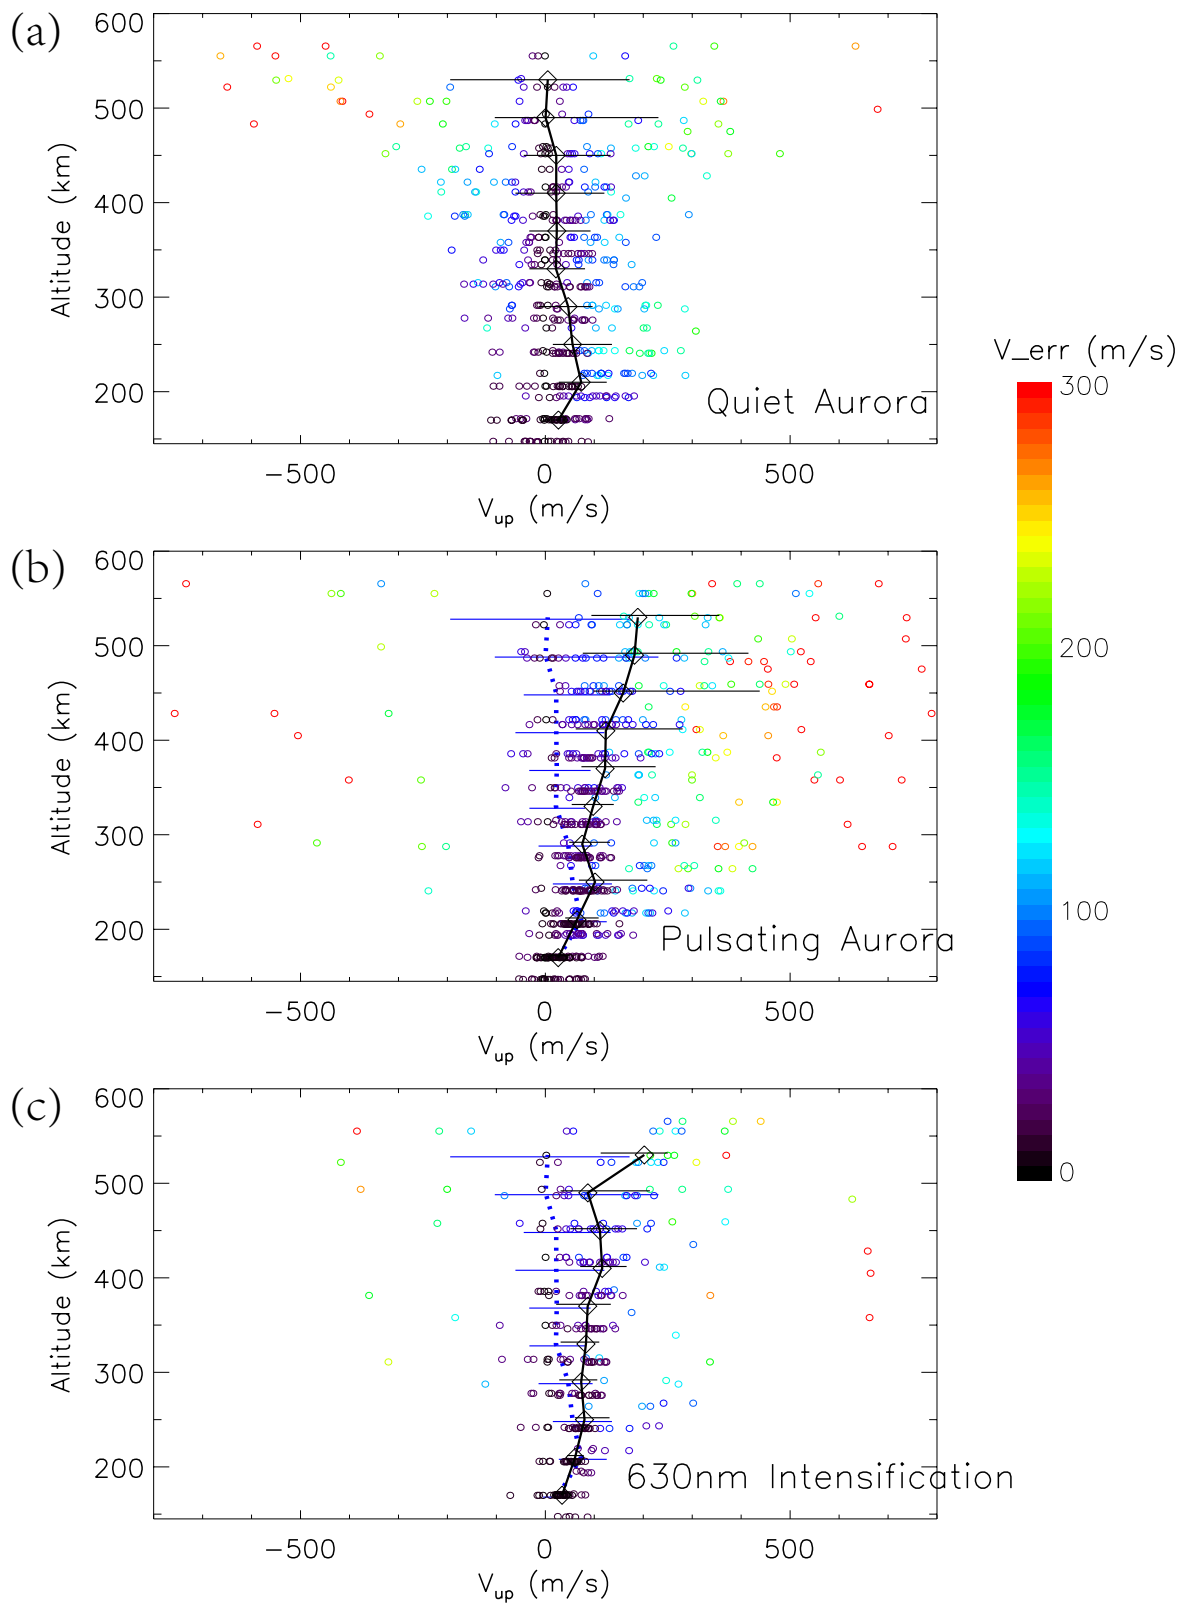 (a)
600
500
400
300
200
Altitude (km)
Quiet Aurora
−500 0 500
Vup (m/s)
V_err (m/s)
300
200
100
0
(b)
600
500
400
300
200
Altitude (km)
Pulsating Aurora
−500 0 500
Vup (m/s)
(c)
600
500
400
300
200
Altitude (km)
630nm Intensification
−500 0 500
Vup (m/s)